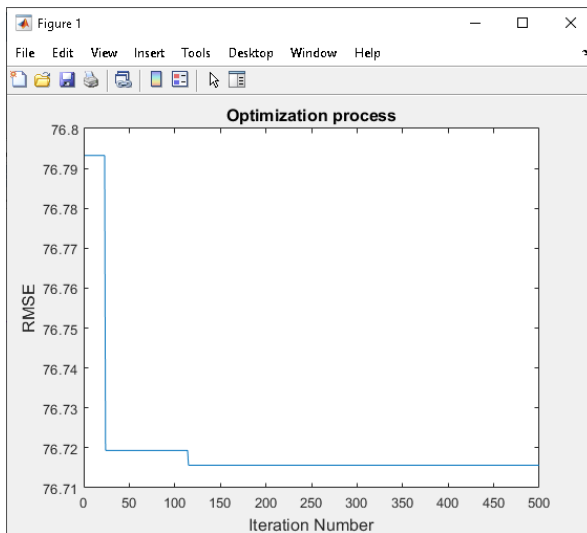 Figure 1
File Edit View Insert Tools Desktop Window Help
Optimization process
76.8
76.79
76.78
76.77
76.76
76.75
76.74
76.73
76.72
76.71
RMSE
0 50 100 150 200 250 300 350 400 450 500
Iteration Number